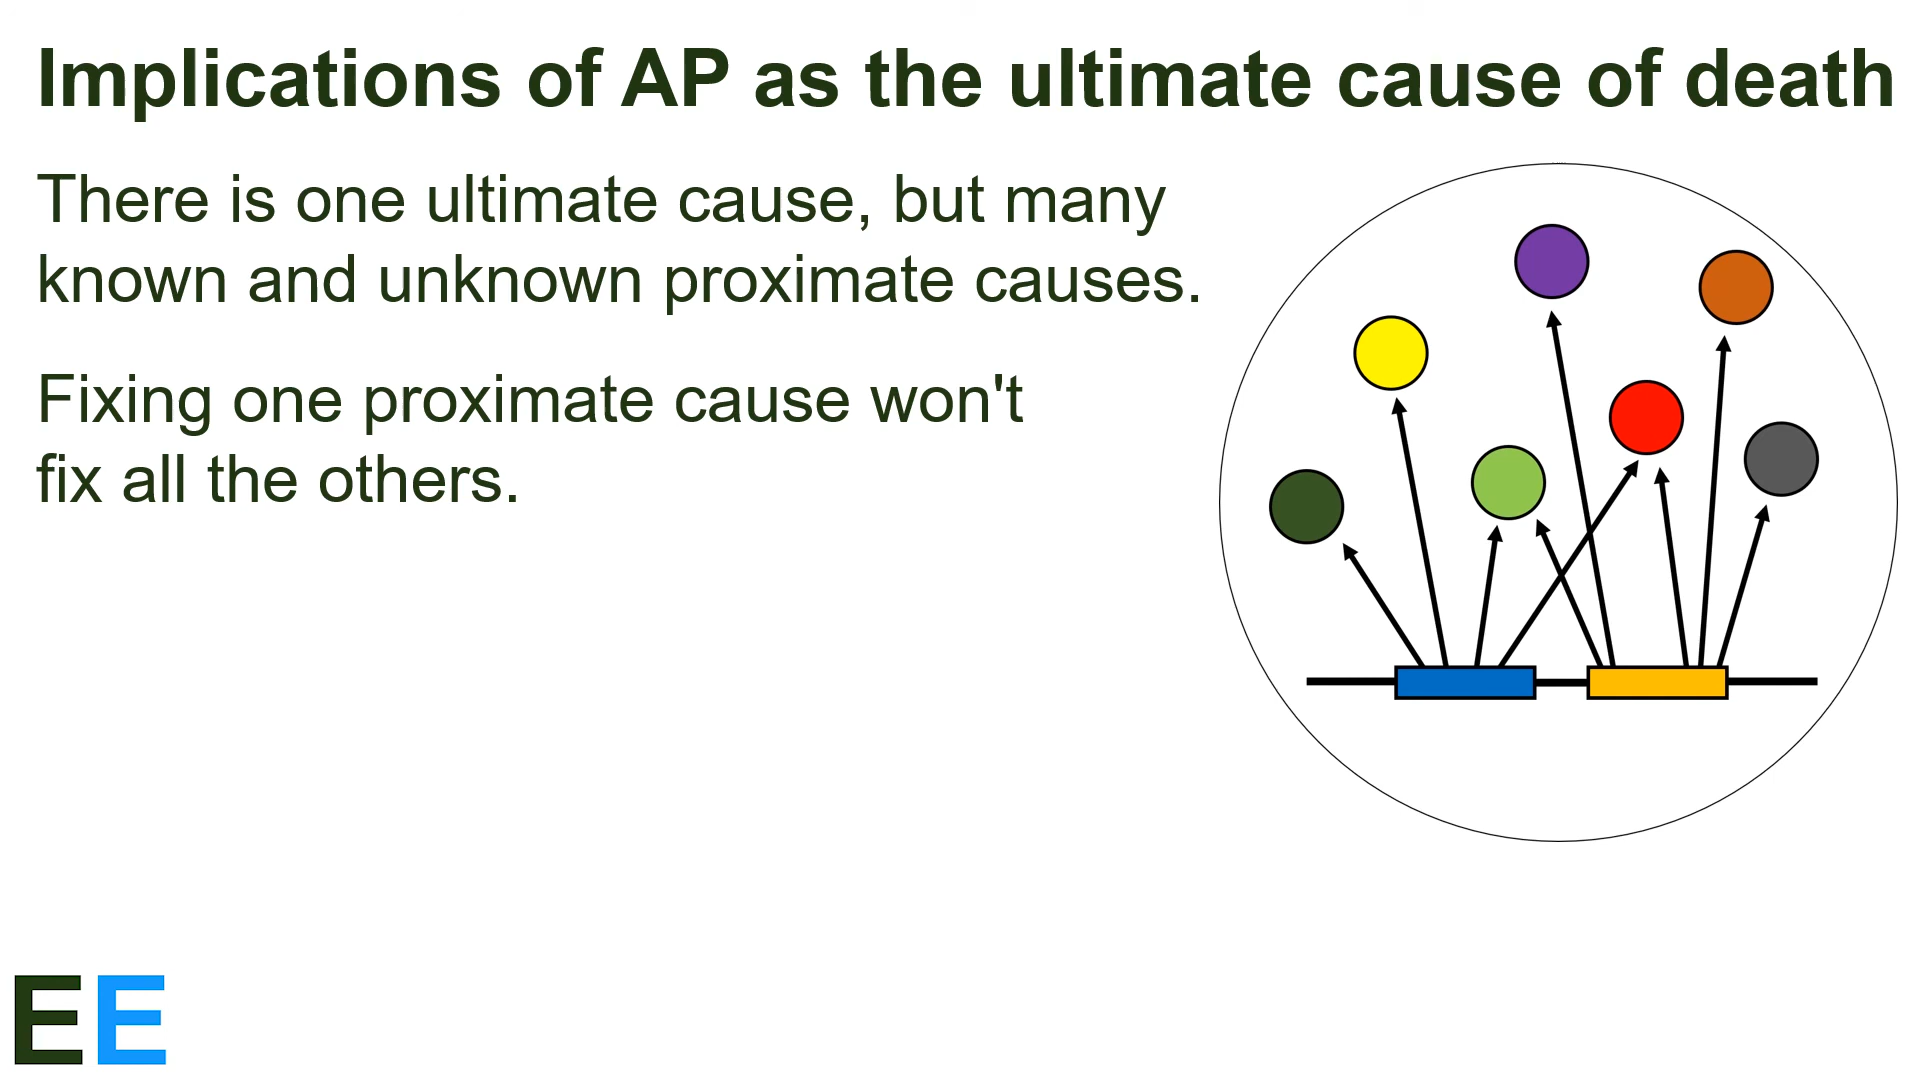 Implications of AP as the ultimate cause of death
There is one ultimate cause, but many
known and unknown proximate causes.
Fixing one proximate cause won't
fix all the others.
EE